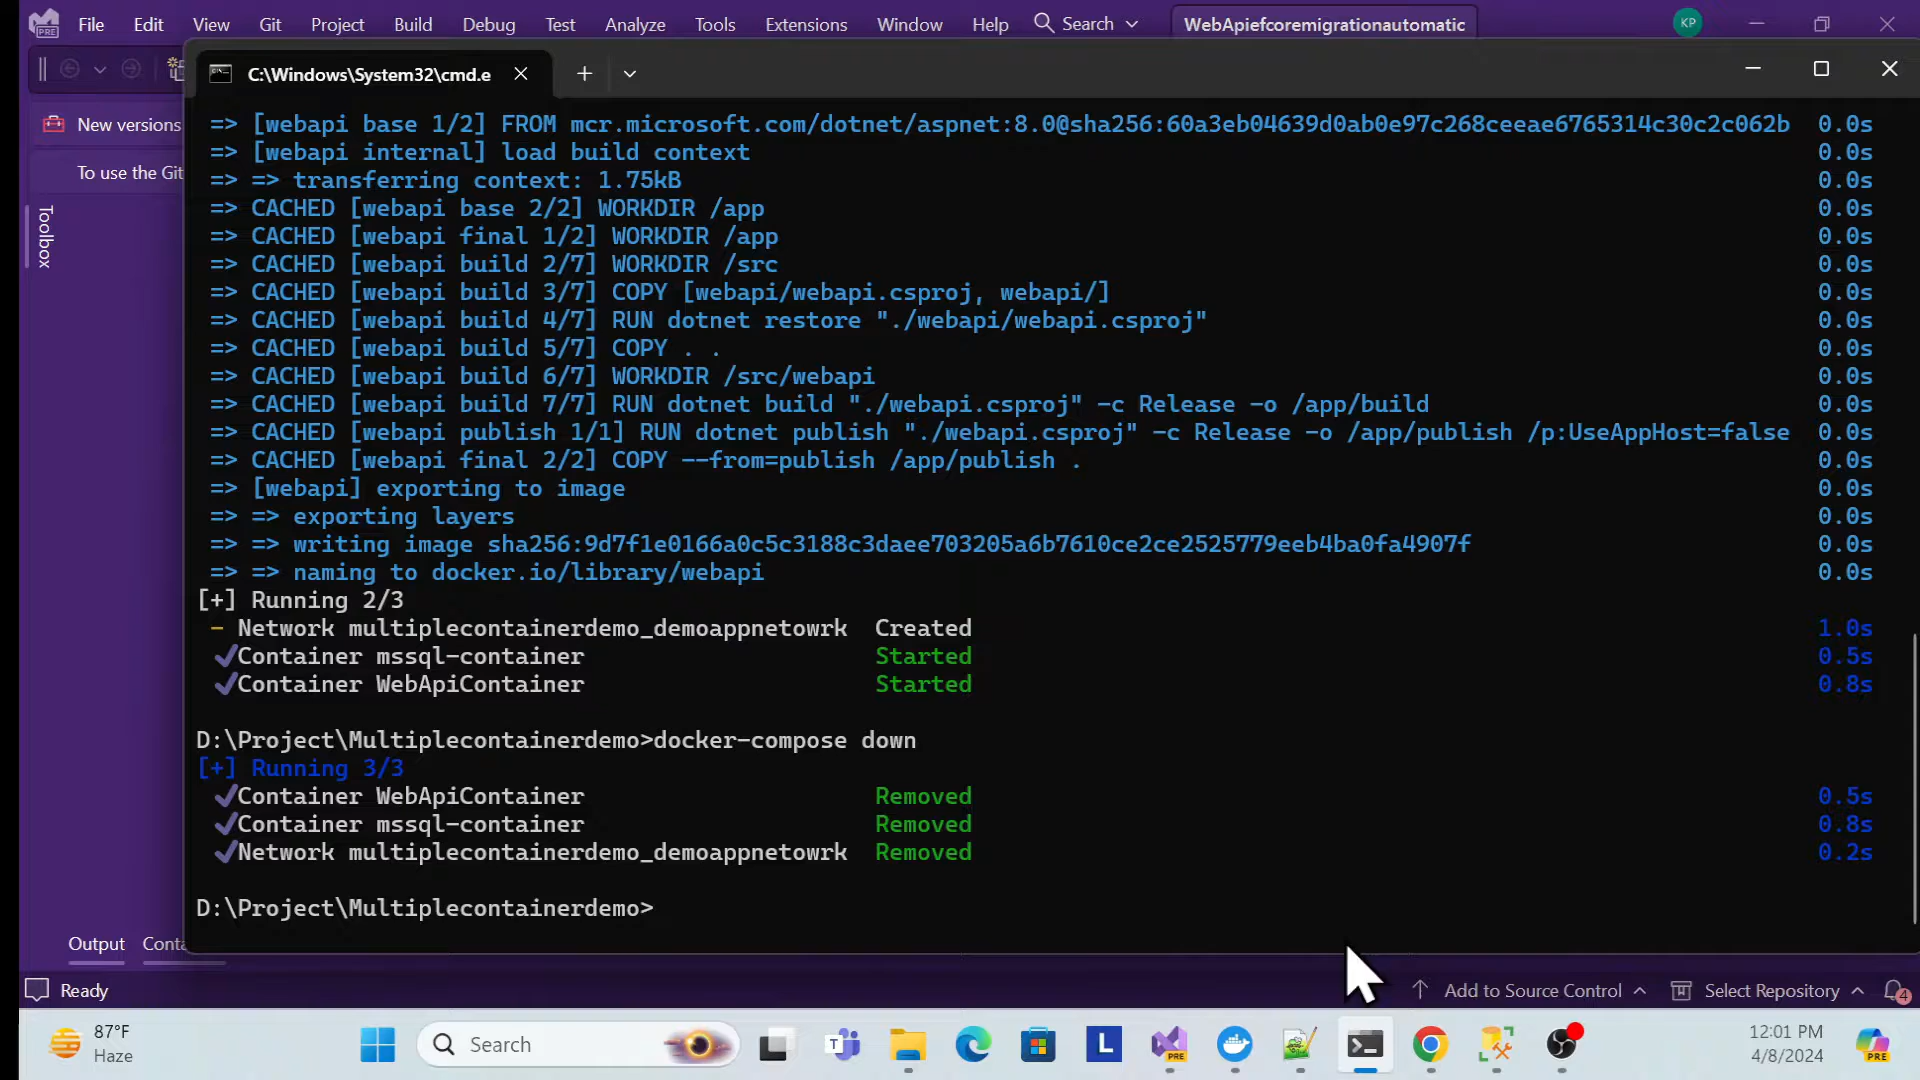 File Edit View Git Project Build Debug Test Analyze Tools Extensions Window Help Search WebApiefcoremigrationautomatic KP
PRE
C:\Windows\System32\cmd.e
New versions
To use the Git
Toolbox
=> [webapi base 1/2] FROM mcr.microsoft.com/dotnet/aspnet:8.0@sha256:60a3eb04639d0ab0e97c268ceeae6765314c30c2c062b 0.0s
=> [webapi internal] load build context 0.0s
=> => transferring context: 1.75kB 0.0s
=> CACHED [webapi base 2/2] WORKDIR /app 0.0s
=> CACHED [webapi final 1/2] WORKDIR /app 0.0s
=> CACHED [webapi build 2/7] WORKDIR /src 0.0s
=> CACHED [webapi build 3/7] COPY [webapi/webapi.csproj, webapi/] 0.0s
=> CACHED [webapi build 4/7] RUN dotnet restore "./webapi/webapi.csproj" 0.0s
=> CACHED [webapi build 5/7] COPY . . 0.0s
=> CACHED [webapi build 6/7] WORKDIR /src/webapi 0.0s
=> CACHED [webapi build 7/7] RUN dotnet build "./webapi.csproj" -c Release -o /app/build 0.0s
=> CACHED [webapi publish 1/1] RUN dotnet publish "./webapi.csproj" -c Release -o /app/publish /p:UseAppHost=false 0.0s
=> CACHED [webapi final 2/2] COPY --from=publish /app/publish . 0.0s
=> [webapi] exporting to image 0.0s
=> => exporting layers 0.0s
=> => writing image sha256:9d7f1e0166a0c5c3188c3daee703205a6b7610ce2ce2525779eeb4ba0fa4907f 0.0s
=> => naming to docker.io/library/webapi 0.0s
[+] Running 2/3
- Network multiplecontainerdemo_demoappnetowrk Created 1.0s
✔Container mssql-container Started 0.5s
✔Container WebApiContainer Started 0.8s
D:\Project\Multiplecontainerdemo>docker-compose down
[+] Running 3/3
✔Container WebApiContainer Removed 0.5s
✔Container mssql-container Removed 0.8s
✔Network multiplecontainerdemo_demoappnetowrk Removed 0.2s
D:\Project\Multiplecontainerdemo>
Output Conta
Ready Add to Source Control Select Repository 4
87°F
Haze
Search
T
L
PRE
12:01 PM
4/8/2024
PRE